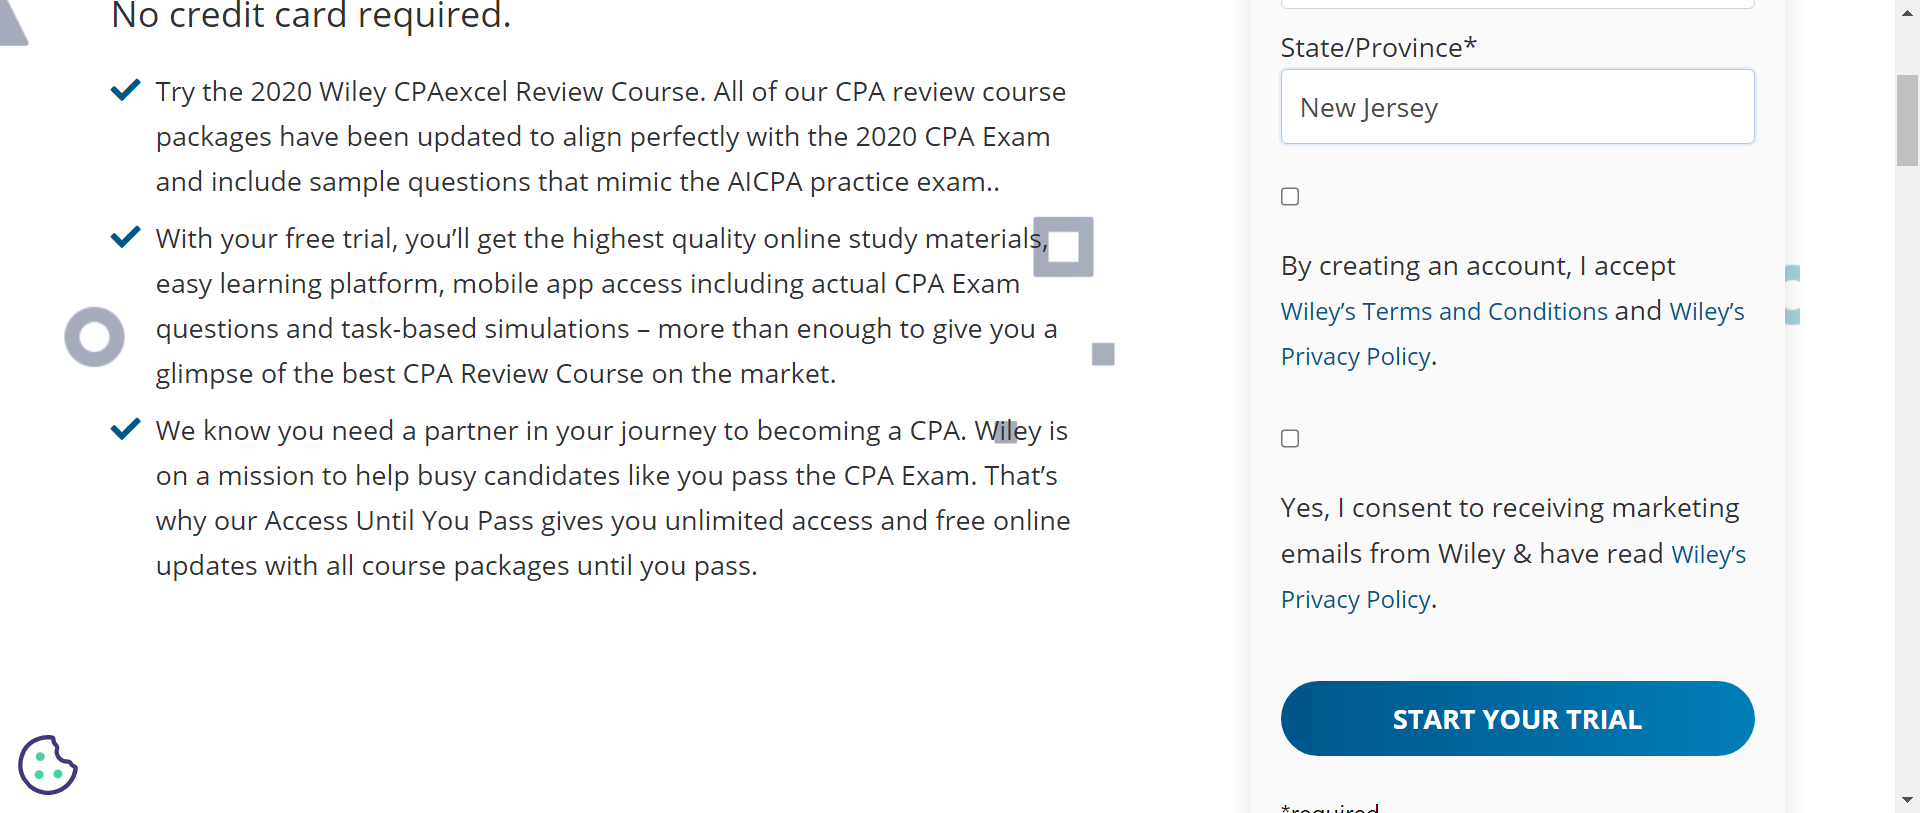 No credit card required.
Try the 2020 Wiley CPAexcel Review Course. All of our CPA review course
packages have been updated to align perfectly with the 2020 CPA Exam
and include sample questions that mimic the AICPA practice exam..
With your free trial, you’ll get the highest quality online study materials,
easy learning platform, mobile app access including actual CPA Exam
questions and task-based simulations – more than enough to give you a
glimpse of the best CPA Review Course on the market.
We know you need a partner in your journey to becoming a CPA. Wiley is
on a mission to help busy candidates like you pass the CPA Exam. That’s
why our Access Until You Pass gives you unlimited access and free online
updates with all course packages until you pass.
State/Province*
New Jersey
By creating an account, I accept
Wiley’s Terms and Conditions and Wiley’s
Privacy Policy.
Yes, I consent to receiving marketing
emails from Wiley & have read Wiley’s
Privacy Policy.
START YOUR TRIAL
*required